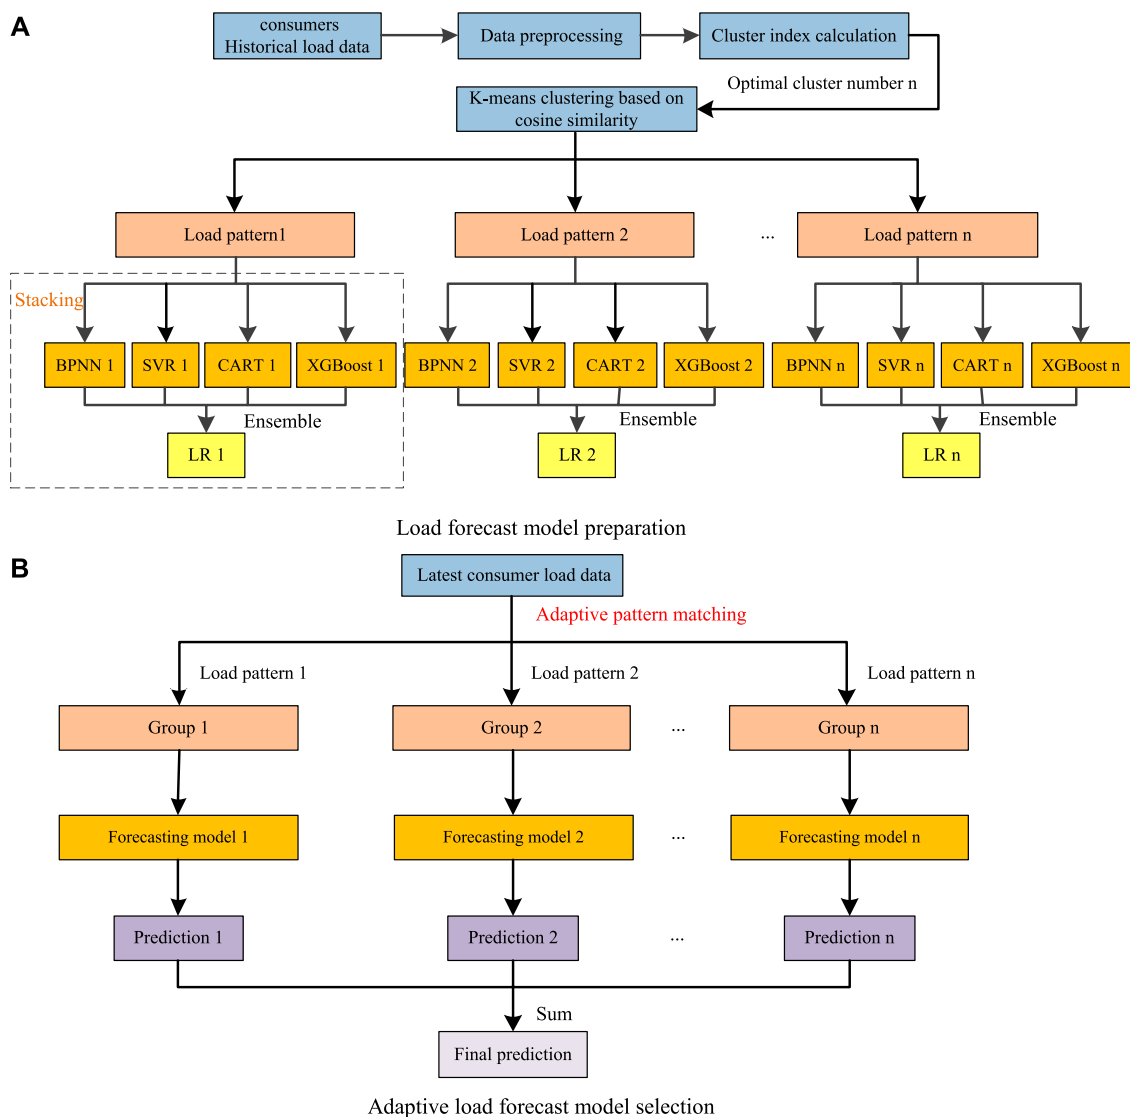 A
consumers
Historical load data
Data preprocessing
Cluster index calculation
Optimal cluster number n
K-means clustering based on
cosine similarity
Load pattern1
Load pattern 2
...
Load pattern n
Stacking
BPNN 1
SVR 1
CART 1
XGBoost 1
BPNN 2
SVR 2
CART 2
XGBoost 2
BPNN n
SVR n
CART n
XGBoost n
Ensemble
Ensemble
Ensemble
LR 1
LR 2
LR n
Load forecast model preparation
B
Latest consumer load data
Adaptive pattern matching
Load pattern 1
Load pattern 2
Load pattern n
Group 1
Group 2
...
Group n
Forecasting model 1
Forecasting model 2
...
Forecasting model n
Prediction 1
Prediction 2
...
Prediction n
Sum
Final prediction
Adaptive load forecast model selection